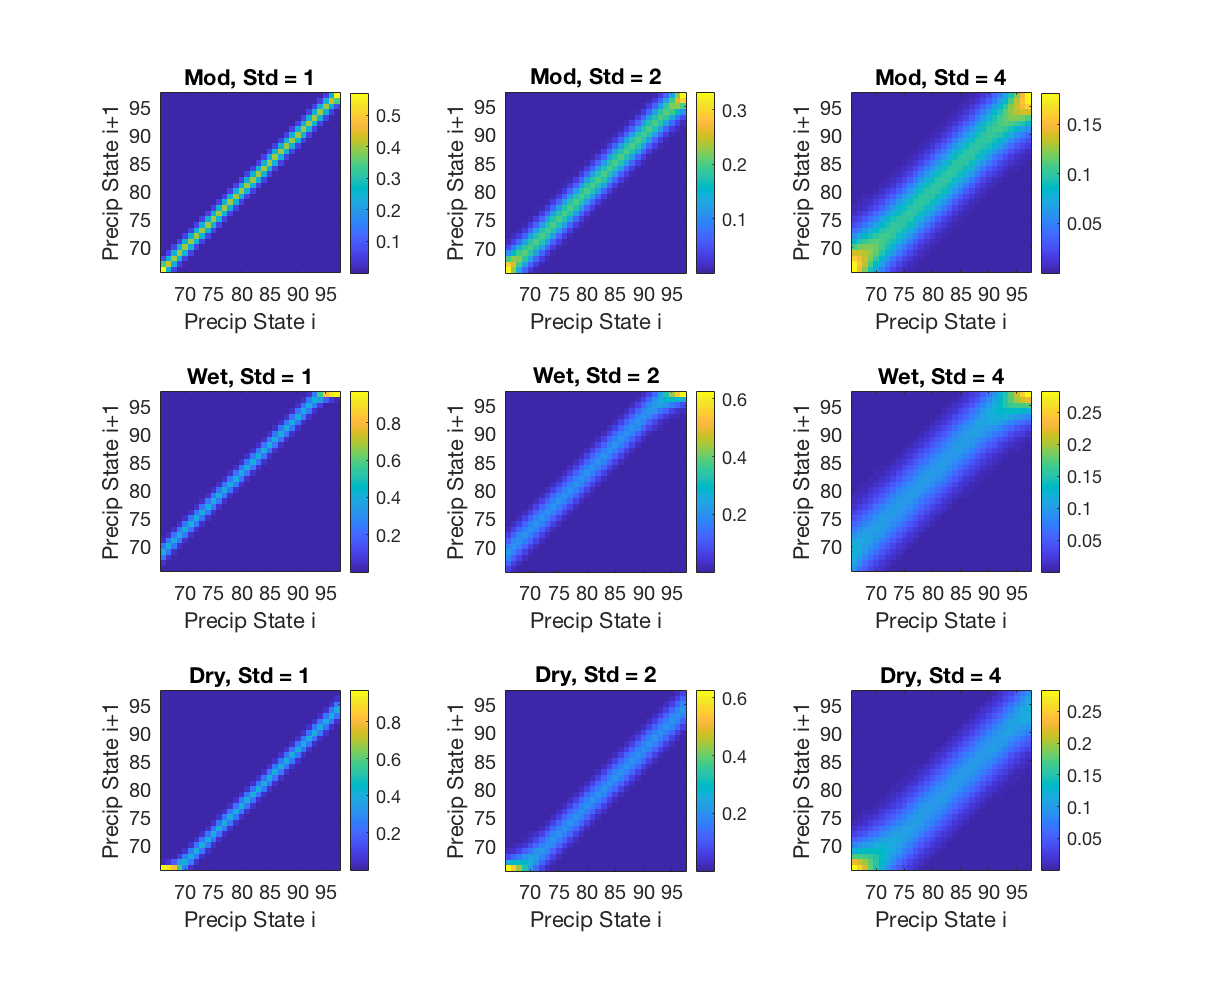 Mod, Std = 1
Precip State i+1
95
90
85
80
75
70
70 75 80 85 90 95
Precip State i
0.5
0.4
0.3
0.2
0.1
Mod, Std = 2
Precip State i+1
95
90
85
80
75
70
70 75 80 85 90 95
Precip State i
0.3
0.2
0.1
Mod, Std = 4
Precip State i+1
95
90
85
80
75
70
70 75 80 85 90 95
Precip State i
0.15
0.1
0.05
Wet, Std = 1
Precip State i+1
95
90
85
80
75
70
70 75 80 85 90 95
Precip State i
0.8
0.6
0.4
0.2
Wet, Std = 2
Precip State i+1
95
90
85
80
75
70
70 75 80 85 90 95
Precip State i
0.6
0.4
0.2
Wet, Std = 4
Precip State i+1
95
90
85
80
75
70
70 75 80 85 90 95
Precip State i
0.25
0.2
0.15
0.1
0.05
Dry, Std = 1
Precip State i+1
95
90
85
80
75
70
70 75 80 85 90 95
Precip State i
0.8
0.6
0.4
0.2
Dry, Std = 2
Precip State i+1
95
90
85
80
75
70
70 75 80 85 90 95
Precip State i
0.6
0.4
0.2
Dry, Std = 4
Precip State i+1
95
90
85
80
75
70
70 75 80 85 90 95
Precip State i
0.25
0.2
0.15
0.1
0.05